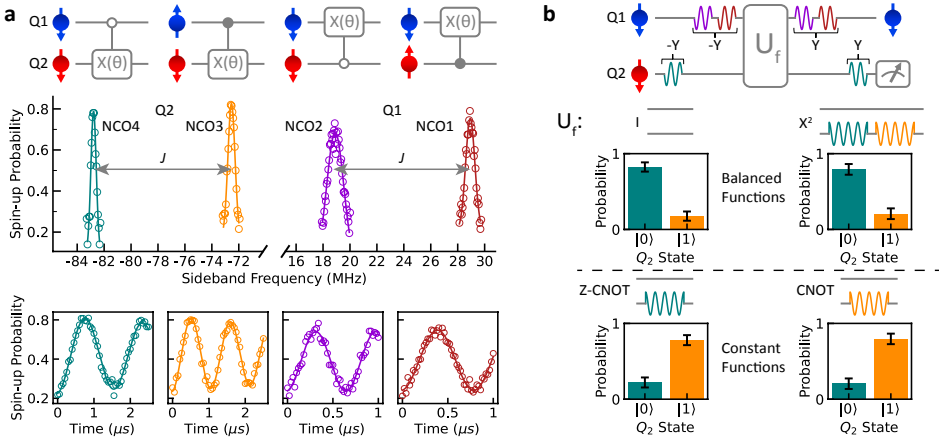 a
Q1
Q2
X(θ)
X(θ)
X(θ)
X(θ)
Spin-up Probability
0.8
0.6
0.4
0.2
NCO4
Q2
NCO3
J
NCO2
Q1
NCO1
J
-84 -82 -80 -78 -76 -74 -72
16 18 20 22 24 26 28 30
Sideband Frequency (MHz)
Spin-up Probability
0.8
0.4
0.2
0 1 2
Time (μs)
0 1 2
Time (μs)
0 0.5 1
Time (μs)
0 0.5 1
Time (μs)
b
Q1
Q2
-Y
-Y
Uf
Y
Y
Uf:
I
X²
Probability
1
0
|0⟩ |1⟩
Q2 State
Balanced
Functions
Probability
1
0
|0⟩ |1⟩
Q2 State
Z-CNOT
CNOT
Probability
1
0
|0⟩ |1⟩
Q2 State
Constant
Functions
Probability
1
0
|0⟩ |1⟩
Q2 State